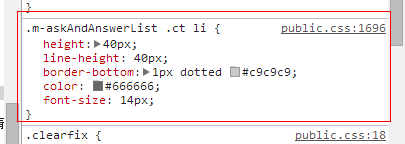 }
.m-askAndAnswerList .ct li { public.css:1696
height: 40px;
line-height: 40px;
border-bottom: 1px dotted #c9c9c9;
color: #666666;
font-size: 14px;
}
.clearfix { public.css:18